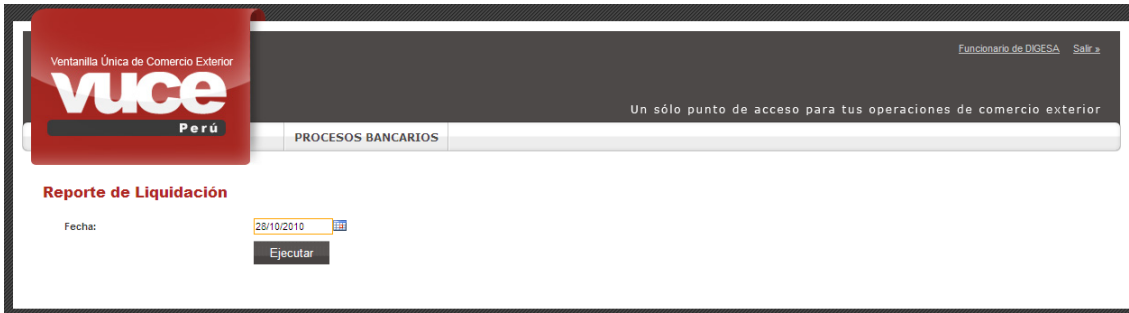 Funcionario de DIGESA Salir »
Ventanilla Única de Comercio Exterior
vuce
Perú
Un sólo punto de acceso para tus operaciones de comercio exterior
PROCESOS BANCARIOS
Reporte de Liquidación
Fecha: 28/10/2010
Ejecutar